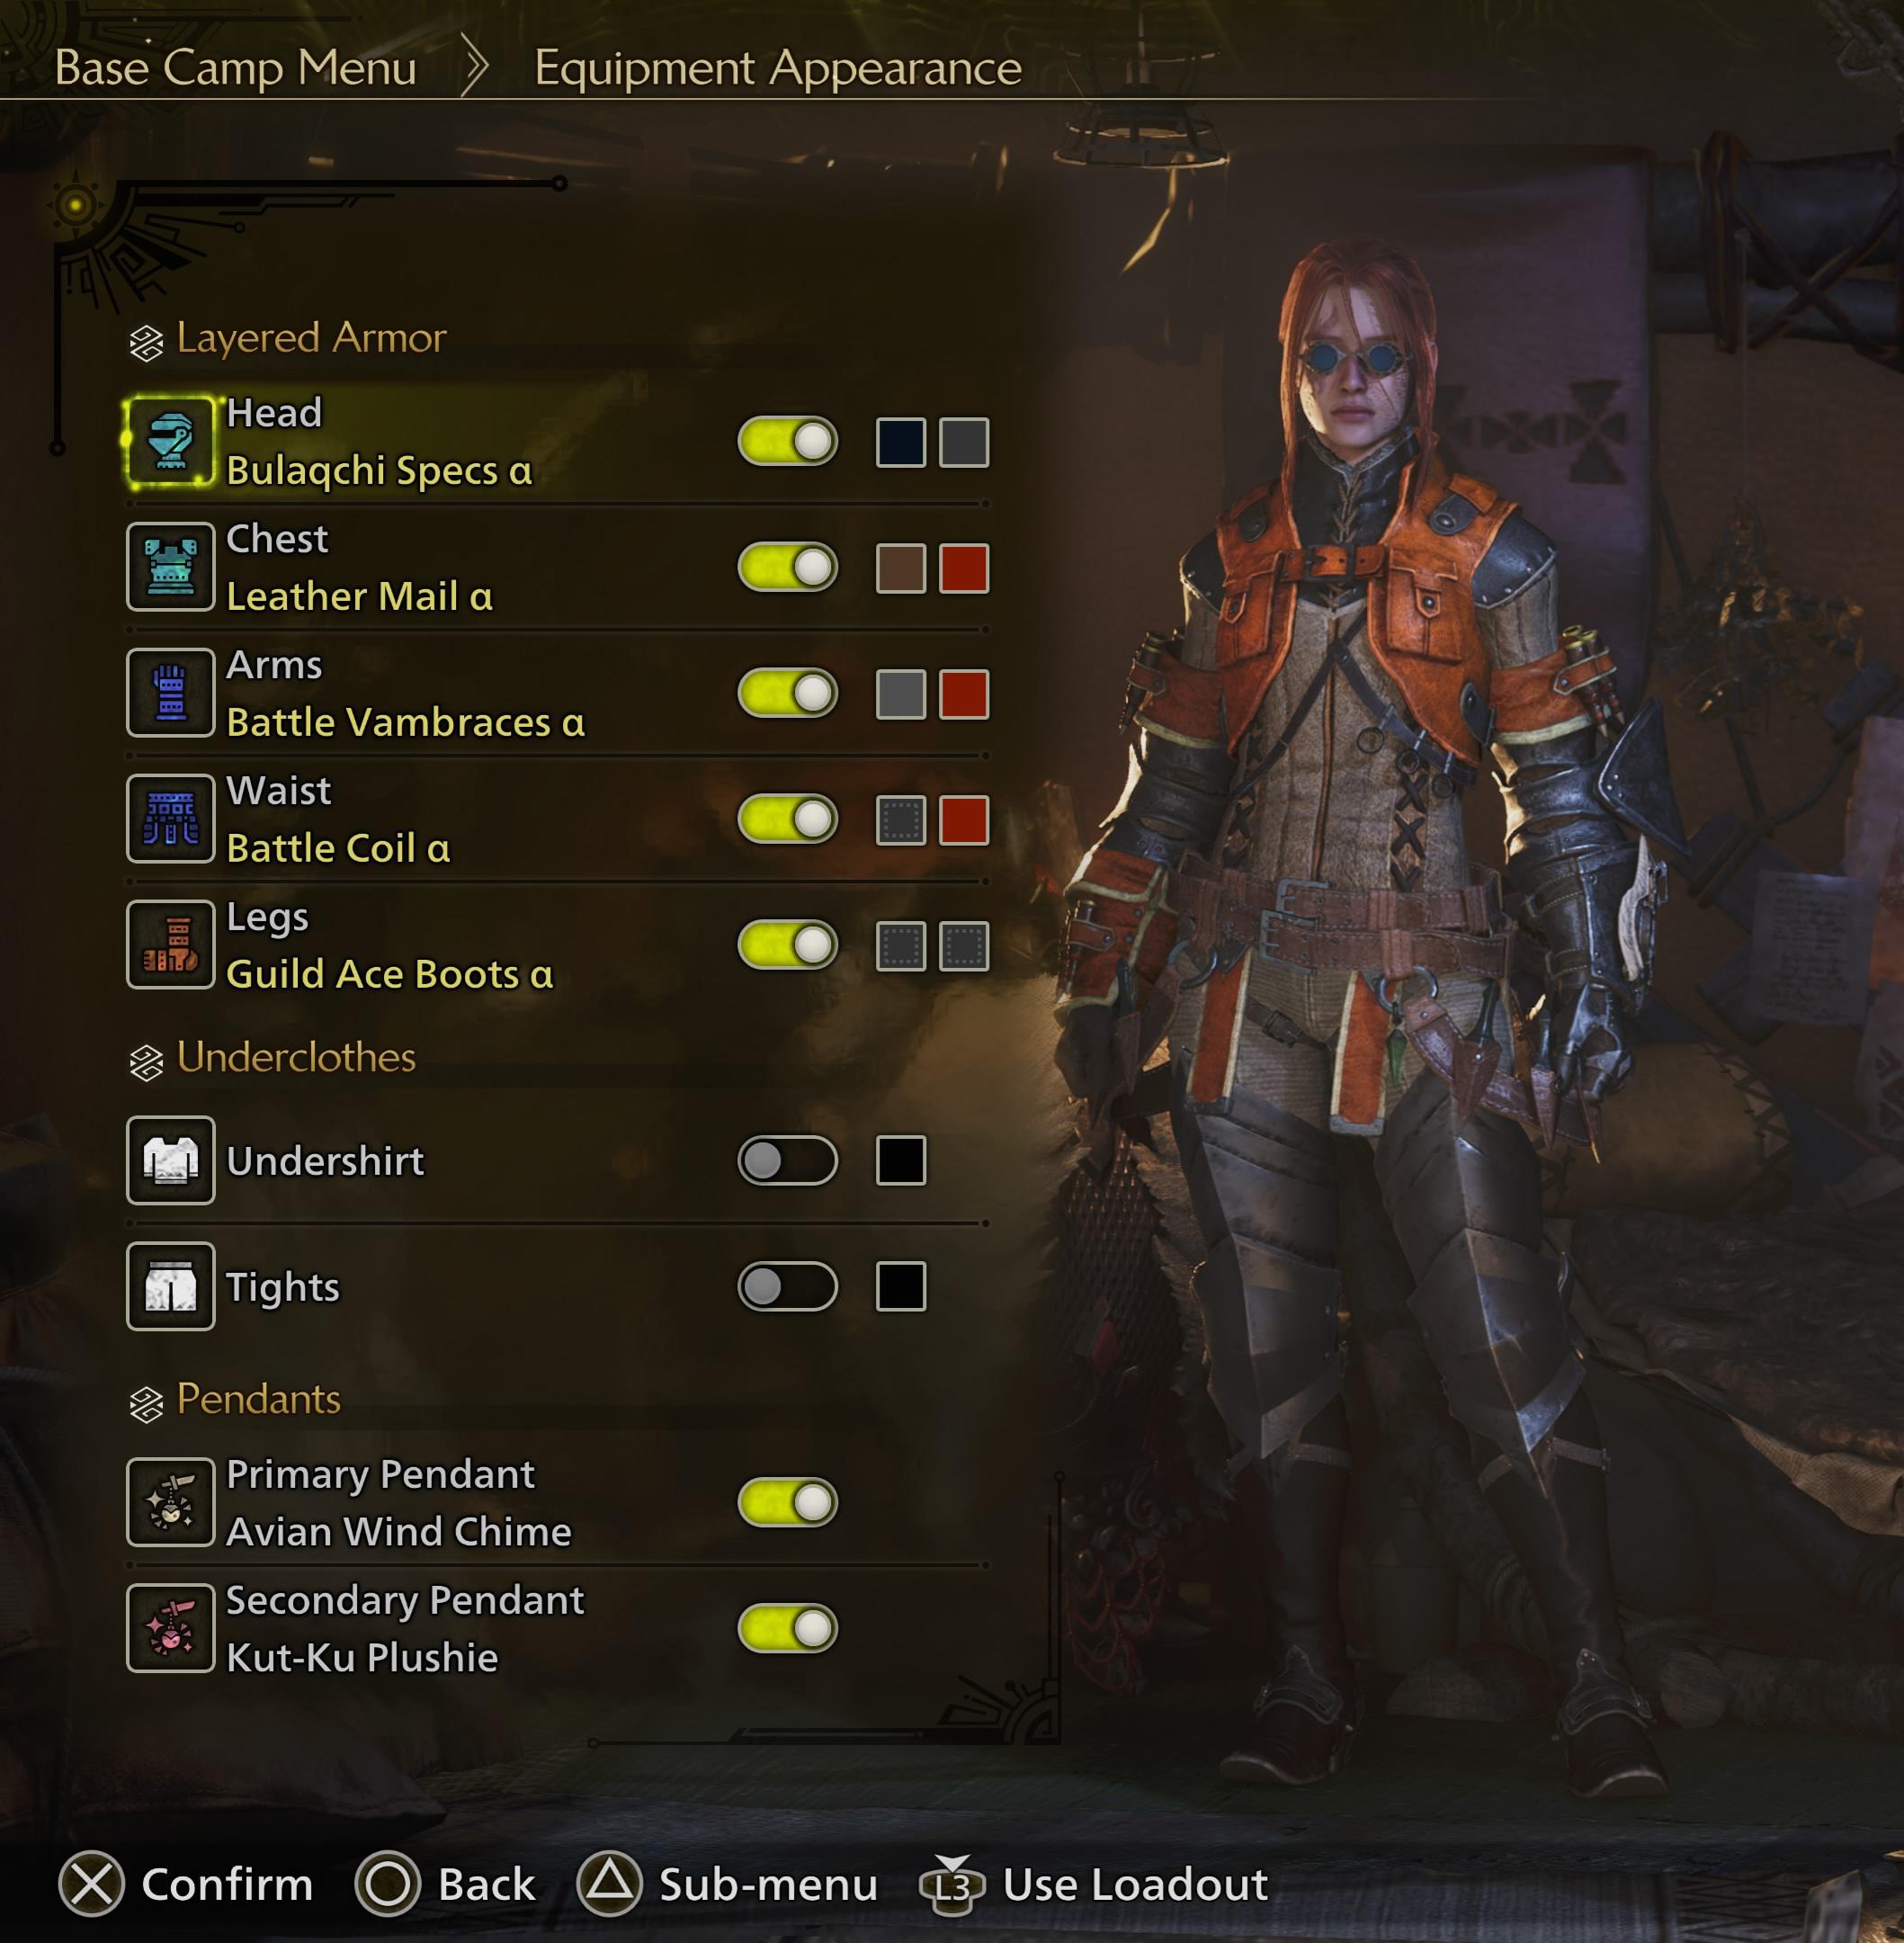 Base Camp Menu Equipment Appearance
Layered Armor
Head
Bulaqchi Specs α
Chest
Leather Mail α
Arms
Battle Vambraces α
Waist
Battle Coil α
Legs
Guild Ace Boots α
Underclothes
Undershirt
Tights
Pendants
Primary Pendant
Avian Wind Chime
Secondary Pendant
Kut-Ku Plushie
Confirm Back Sub-menu L3 Use Loadout